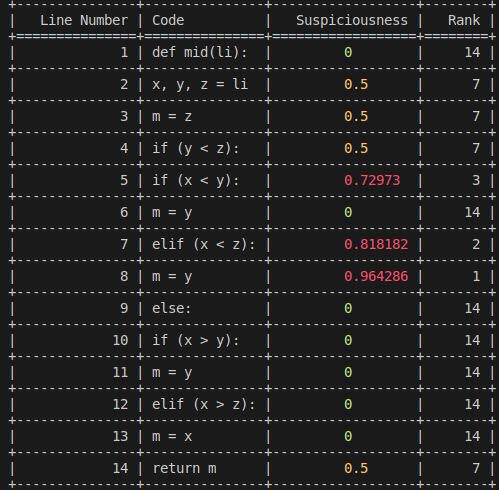 Line Number | Code | Suspiciousness | Rank
1 | def mid(li): | 0 | 14
2 | x, y, z = li | 0.5 | 7
3 | m = z | 0.5 | 7
4 | if (y < z): | 0.5 | 7
5 | if (x < y): | 0.72973 | 3
6 | m = y | 0 | 14
7 | elif (x < z): | 0.818182 | 2
8 | m = y | 0.964286 | 1
9 | else: | 0 | 14
10 | if (x > y): | 0 | 14
11 | m = y | 0 | 14
12 | elif (x > z): | 0 | 14
13 | m = x | 0 | 14
14 | return m | 0.5 | 7